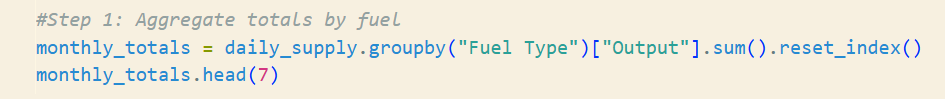 #Step 1: Aggregate totals by fuel
monthly_totals = daily_supply.groupby("Fuel Type")["Output"].sum().reset_index()
monthly_totals.head(7)